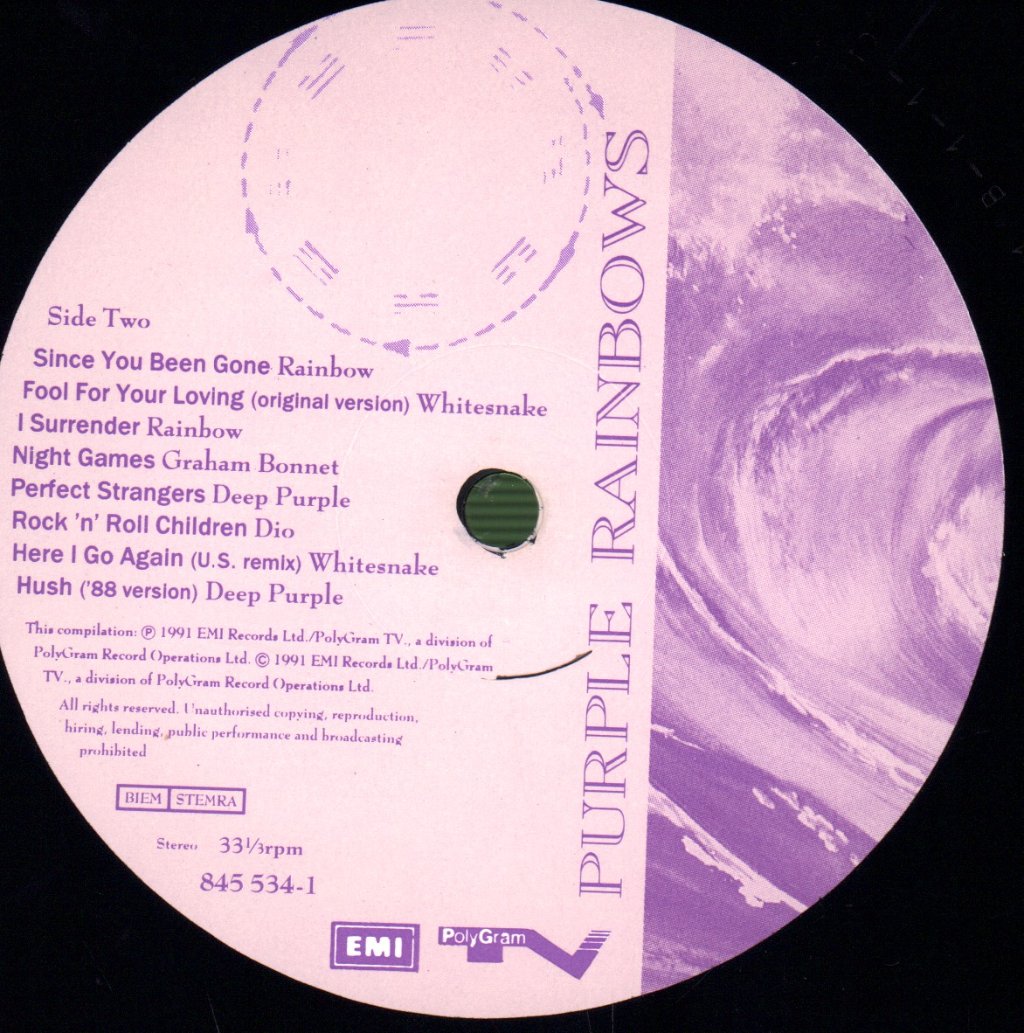 Side Two
Since You Been Gone Rainbow
Fool For Your Loving (original version) Whitesnake
I Surrender Rainbow
Night Games Graham Bonnet
Perfect Strangers Deep Purple
Rock 'n' Roll Children Dio
Here I Go Again (U.S. remix) Whitesnake
Hush ('88 version) Deep Purple
This compilation: ℗ 1991 EMI Records Ltd./PolyGram TV., a division of
PolyGram Record Operations Ltd. © 1991 EMI Records Ltd./PolyGram
TV., a division of PolyGram Record Operations Ltd.
All rights reserved. Unauthorised copying, reproduction,
hiring, lending, public performance and broadcasting
prohibited
BIEM STEMRA
Stereo 33⅓rpm
845 534-1
EMI PolyGram TV
PURPLE RAINBOWS